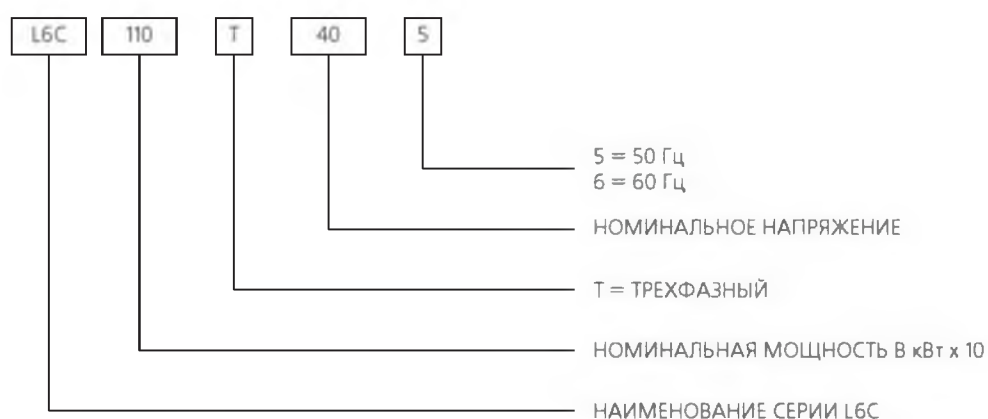 L6C 110 T 40 5
5 = 50 Гц
6 = 60 Гц
НОМИНАЛЬНОЕ НАПРЯЖЕНИЕ
T = ТРЕХФАЗНЫЙ
НОМИНАЛЬНАЯ МОЩНОСТЬ В кВт x 10
НАИМЕНОВАНИЕ СЕРИИ L6C